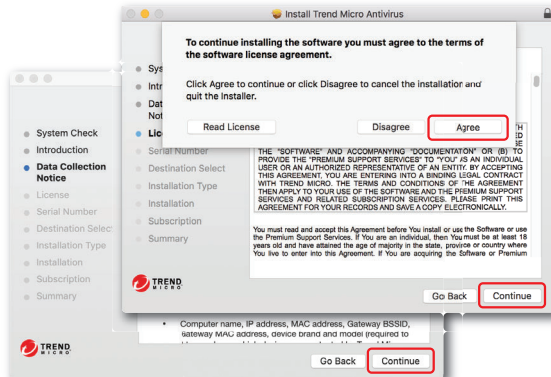 Install Trend Micro Antivirus
To continue installing the software you must agree to the terms of
the software license agreement.
Click Agree to continue or click Disagree to cancel the installation and
quit the Installer.
Read License
Disagree
Agree
Sys
Intr
Dat
Not
Lic
Serial Number
Destination Select
Installation Type
Installation
Subscription
Summary
THE "SOFTWARE" AND ACCOMPANYING "DOCUMENTATON" OR (B) TO
PROVIDE THE "PREMIUM SUPPORT SERVICES" TO "YOU" AS AN INDIVIDUAL
USER OR AN AUTHORIZED REPRESENTATIVE OF AN ENTITY. BY ACCEPTING
THIS AGREEMENT, YOU ARE ENTERING INTO A BINDING LEGAL CONTRACT
WITH TREND MICRO. THE TERMS AND CONDITIONS OF THE AGREEMENT
THEN APPLY TO YOUR USE OF THE SOFTWARE AND THE PREMIUM SUPPORT
SERVICES AND RELATED SUBSCRIPTION SERVICES. PLEASE PRINT THIS
AGREEMENT FOR YOUR RECORDS AND SAVE A COPY ELECTRONICALLY.
You must read and accept this Agreement before You install or use the Software or use
the Premium Support Services. If You are an individual, then You must be at least 18
years old and have attained the age of majority in the state, province or country where
You live to enter into this Agreement. If You are acquiring the Software or Premium
TREND
MICRO
Go Back
Continue
System Check
Introduction
Data Collection
Notice
License
Serial Number
Destination Selec
Installation Type
Installation
Subscription
Summary
• Computer name, IP address, MAC address, Gateway BSSID,
Gateway MAC address, device brand and model (required to
TREND
MICRO
Go Back
Continue